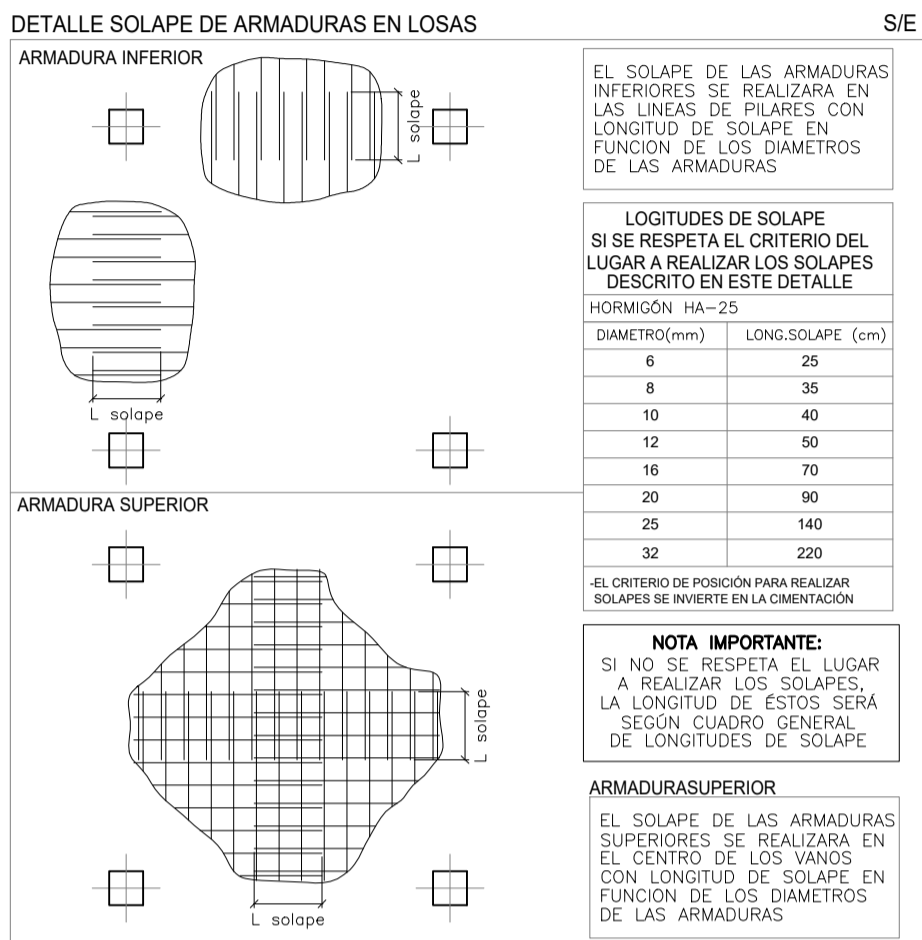 DETALLE SOLAPE DE ARMADURAS EN LOSAS
S/E
ARMADURA INFERIOR
L solape
L solape
EL SOLAPE DE LAS ARMADURAS
INFERIORES SE REALIZARA EN
LAS LINEAS DE PILARES CON
LONGITUD DE SOLAPE EN
FUNCION DE LOS DIAMETROS
DE LAS ARMADURAS
LOGITUDES DE SOLAPE
SI SE RESPETA EL CRITERIO DEL
LUGAR A REALIZAR LOS SOLAPES
DESCRITO EN ESTE DETALLE
HORMIGÓN HA-25
DIAMETRO(mm) LONG.SOLAPE (cm)
6 25
8 35
10 40
12 50
16 70
20 90
25 140
32 220
-EL CRITERIO DE POSICIÓN PARA REALIZAR
SOLAPES SE INVIERTE EN LA CIMENTACIÓN
ARMADURA SUPERIOR
L solape
L solape
NOTA IMPORTANTE:
SI NO SE RESPETA EL LUGAR
A REALIZAR LOS SOLAPES,
LA LONGITUD DE ÉSTOS SERÁ
SEGÚN CUADRO GENERAL
DE LONGITUDES DE SOLAPE
ARMADURASUPERIOR
EL SOLAPE DE LAS ARMADURAS
SUPERIORES SE REALIZARA EN
EL CENTRO DE LOS VANOS
CON LONGITUD DE SOLAPE EN
FUNCION DE LOS DIAMETROS
DE LAS ARMADURAS